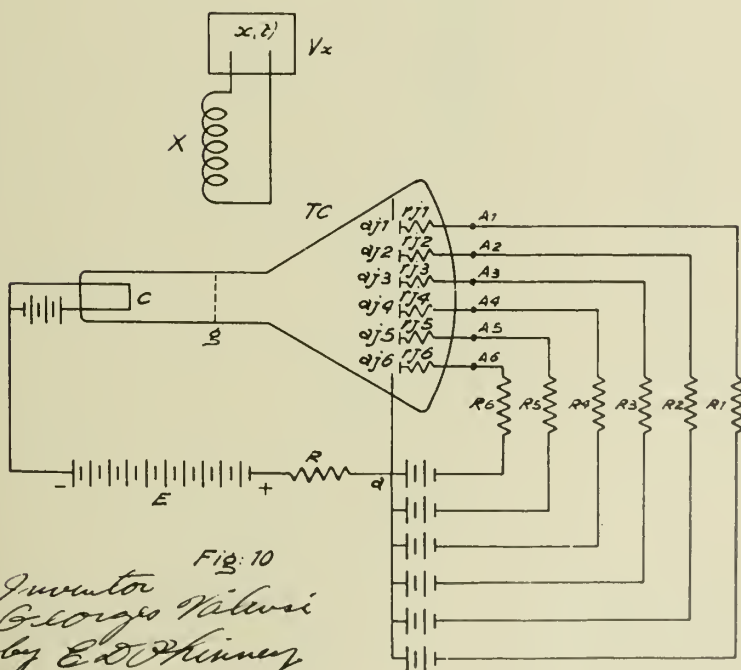 x, t)
Vx
X
TC
aj1 rj1 A1
aj2 rj2 A2
aj3 rj3 A3
aj4 rj4 A4
aj5 rj5 A5
aj6 rj6 A6
C
g
R6 R5 R4 R3 R2 R1
- E + R a
Fig. 10
Inventor
Georges
by